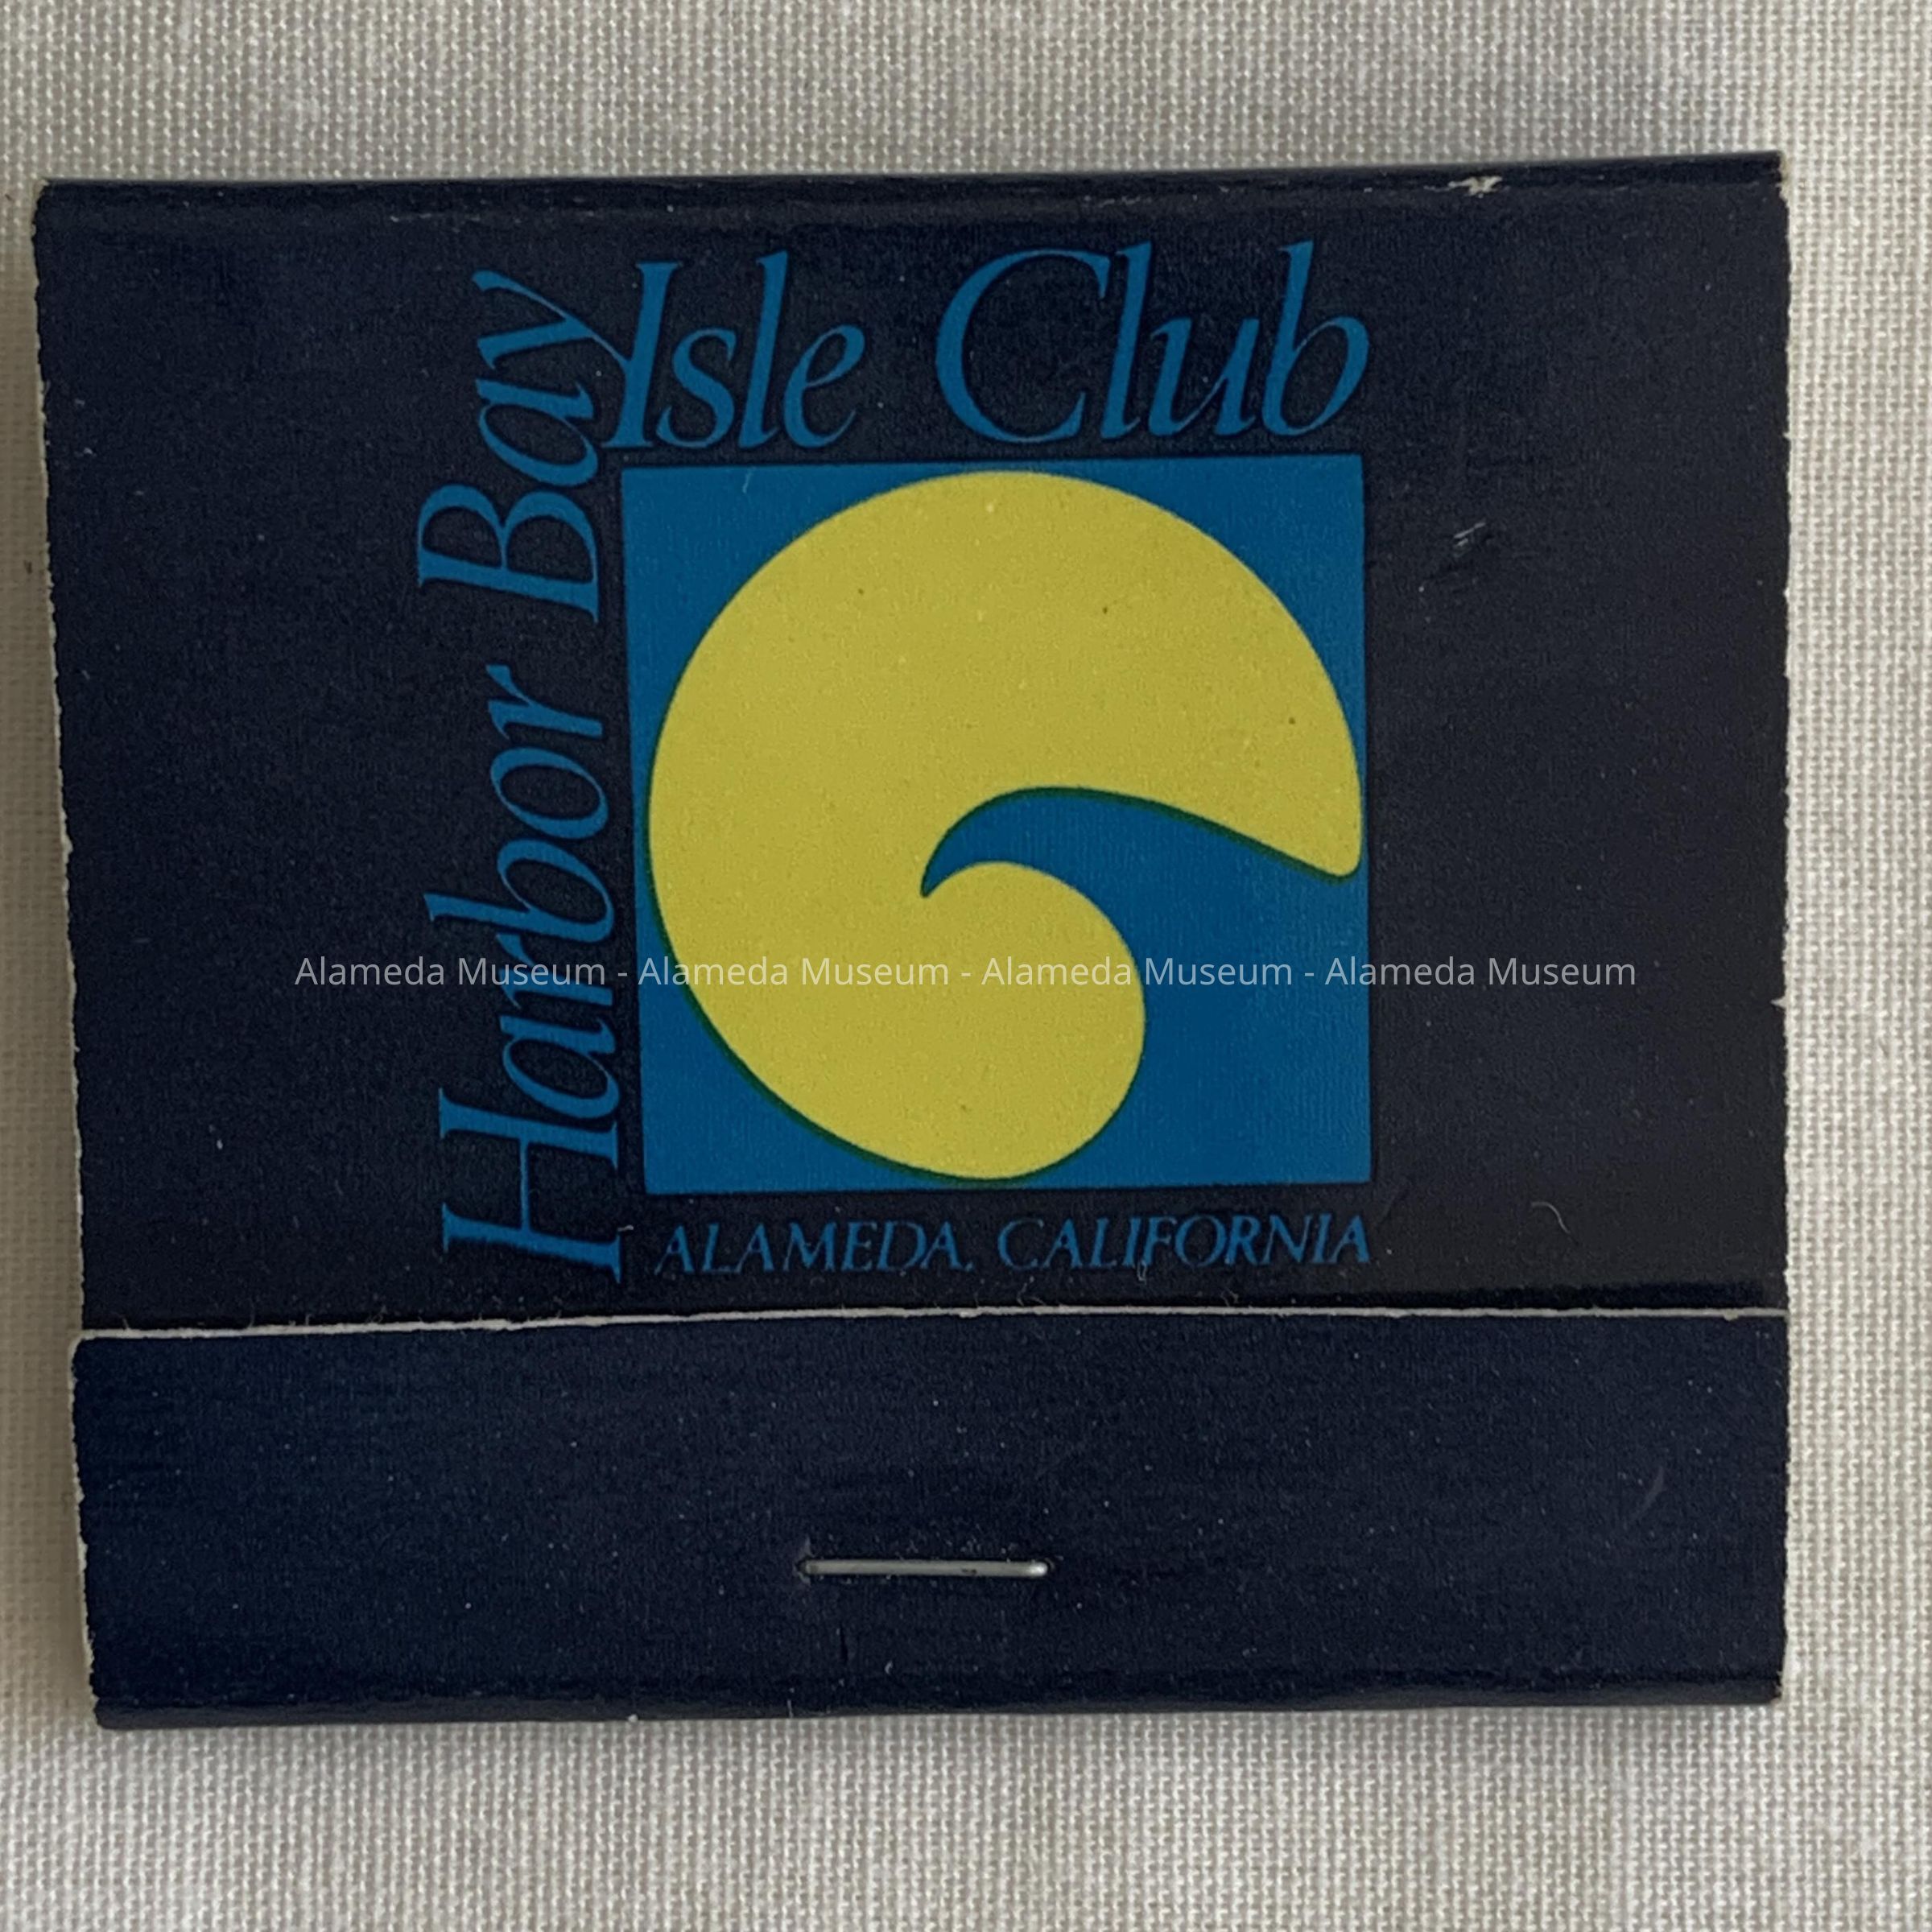 Harbor Bay
Isle Club
Alameda Museum - Alameda Museum - Alameda Museum - Alameda Museum
ALAMEDA, CALIFORNIA